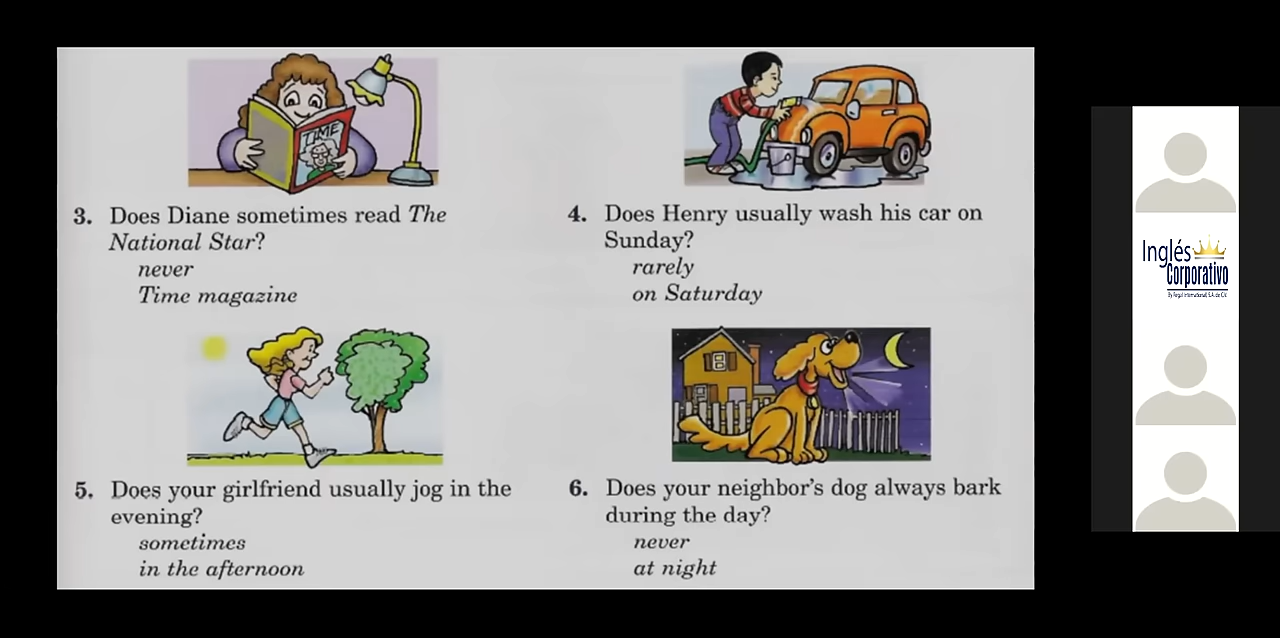 TIME
3. Does Diane sometimes read The
National Star?
never
Time magazine
4. Does Henry usually wash his car on
Sunday?
rarely
on Saturday
5. Does your girlfriend usually jog in the
evening?
sometimes
in the afternoon
6. Does your neighbor's dog always bark
during the day?
never
at night
Inglés
Corporativo